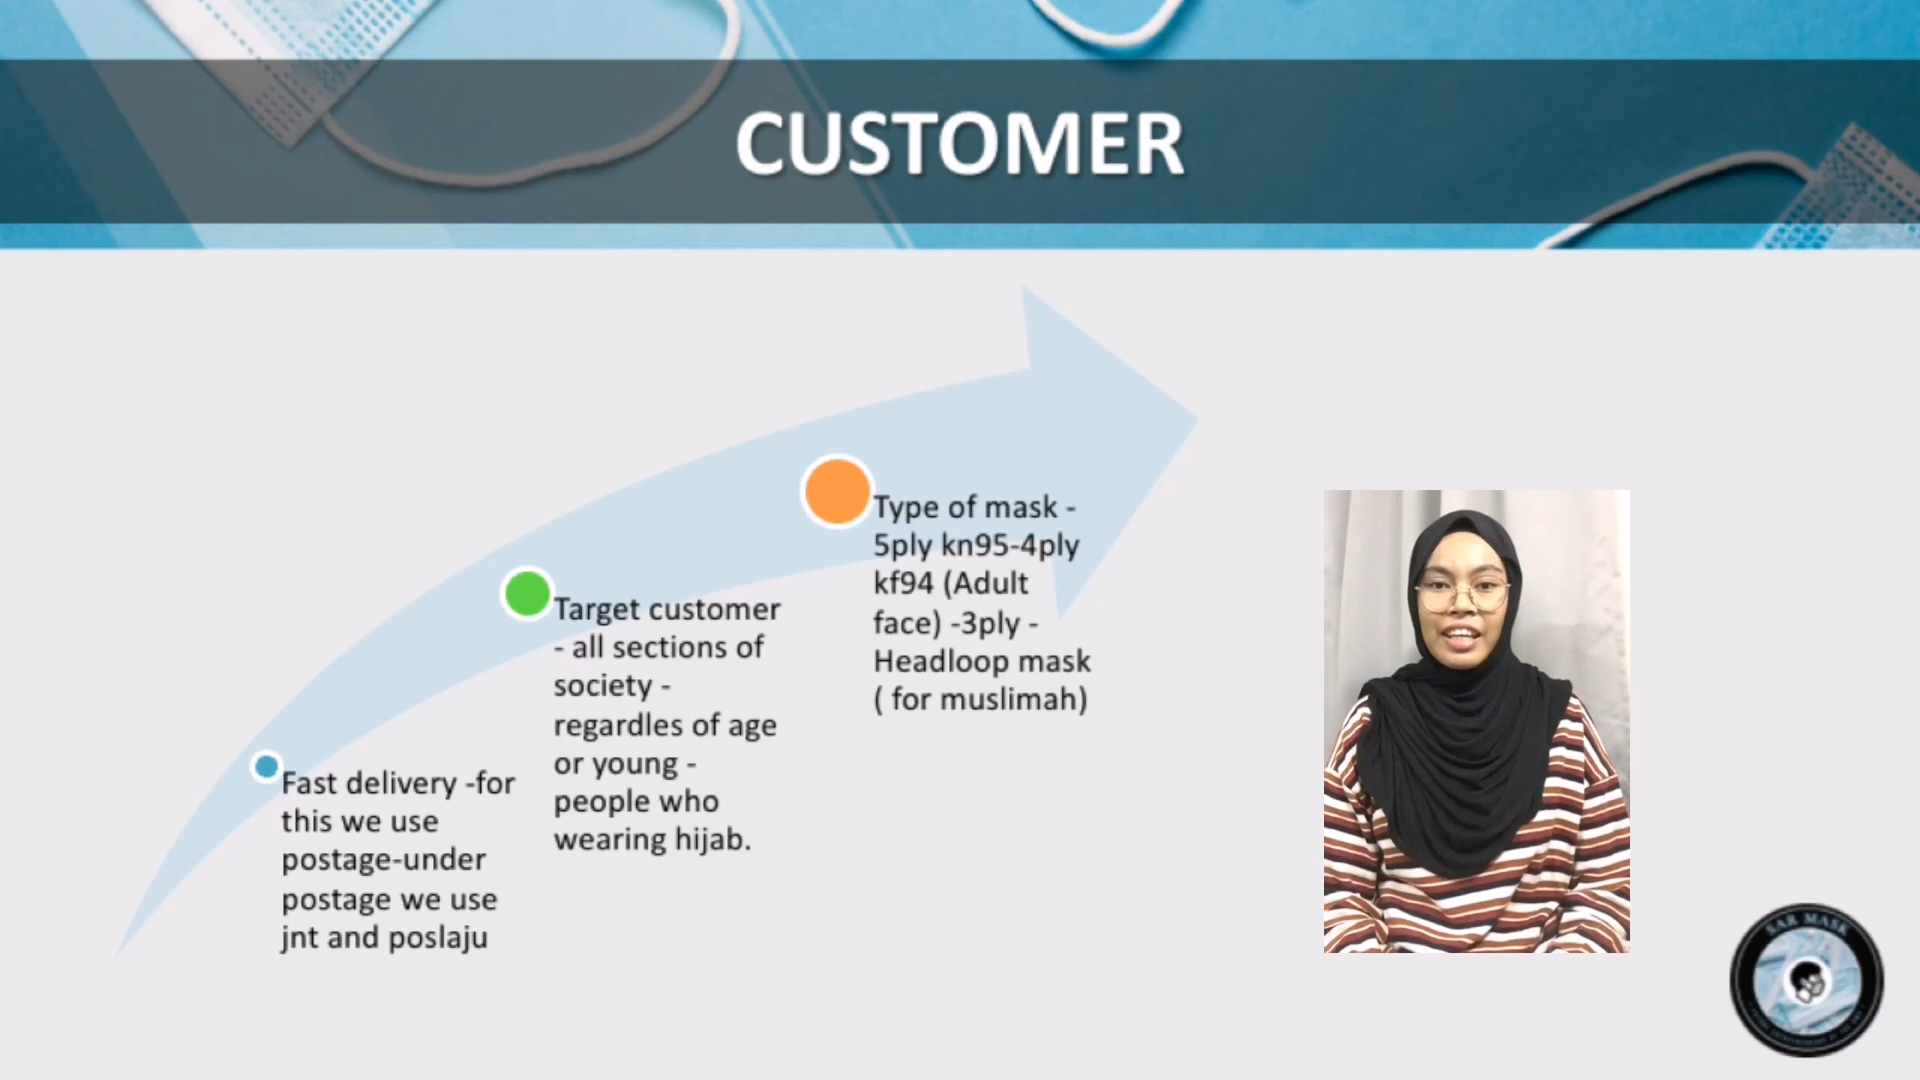 CUSTOMER
Type of mask -
5ply kn95-4ply
kf94 (Adult
face) -3ply -
Headloop mask
( for muslimah)
Target customer
- all sections of
society -
regardles of age
or young -
people who
wearing hijab.
Fast delivery -for
this we use
postage-under
postage we use
jnt and poslaju
MASK